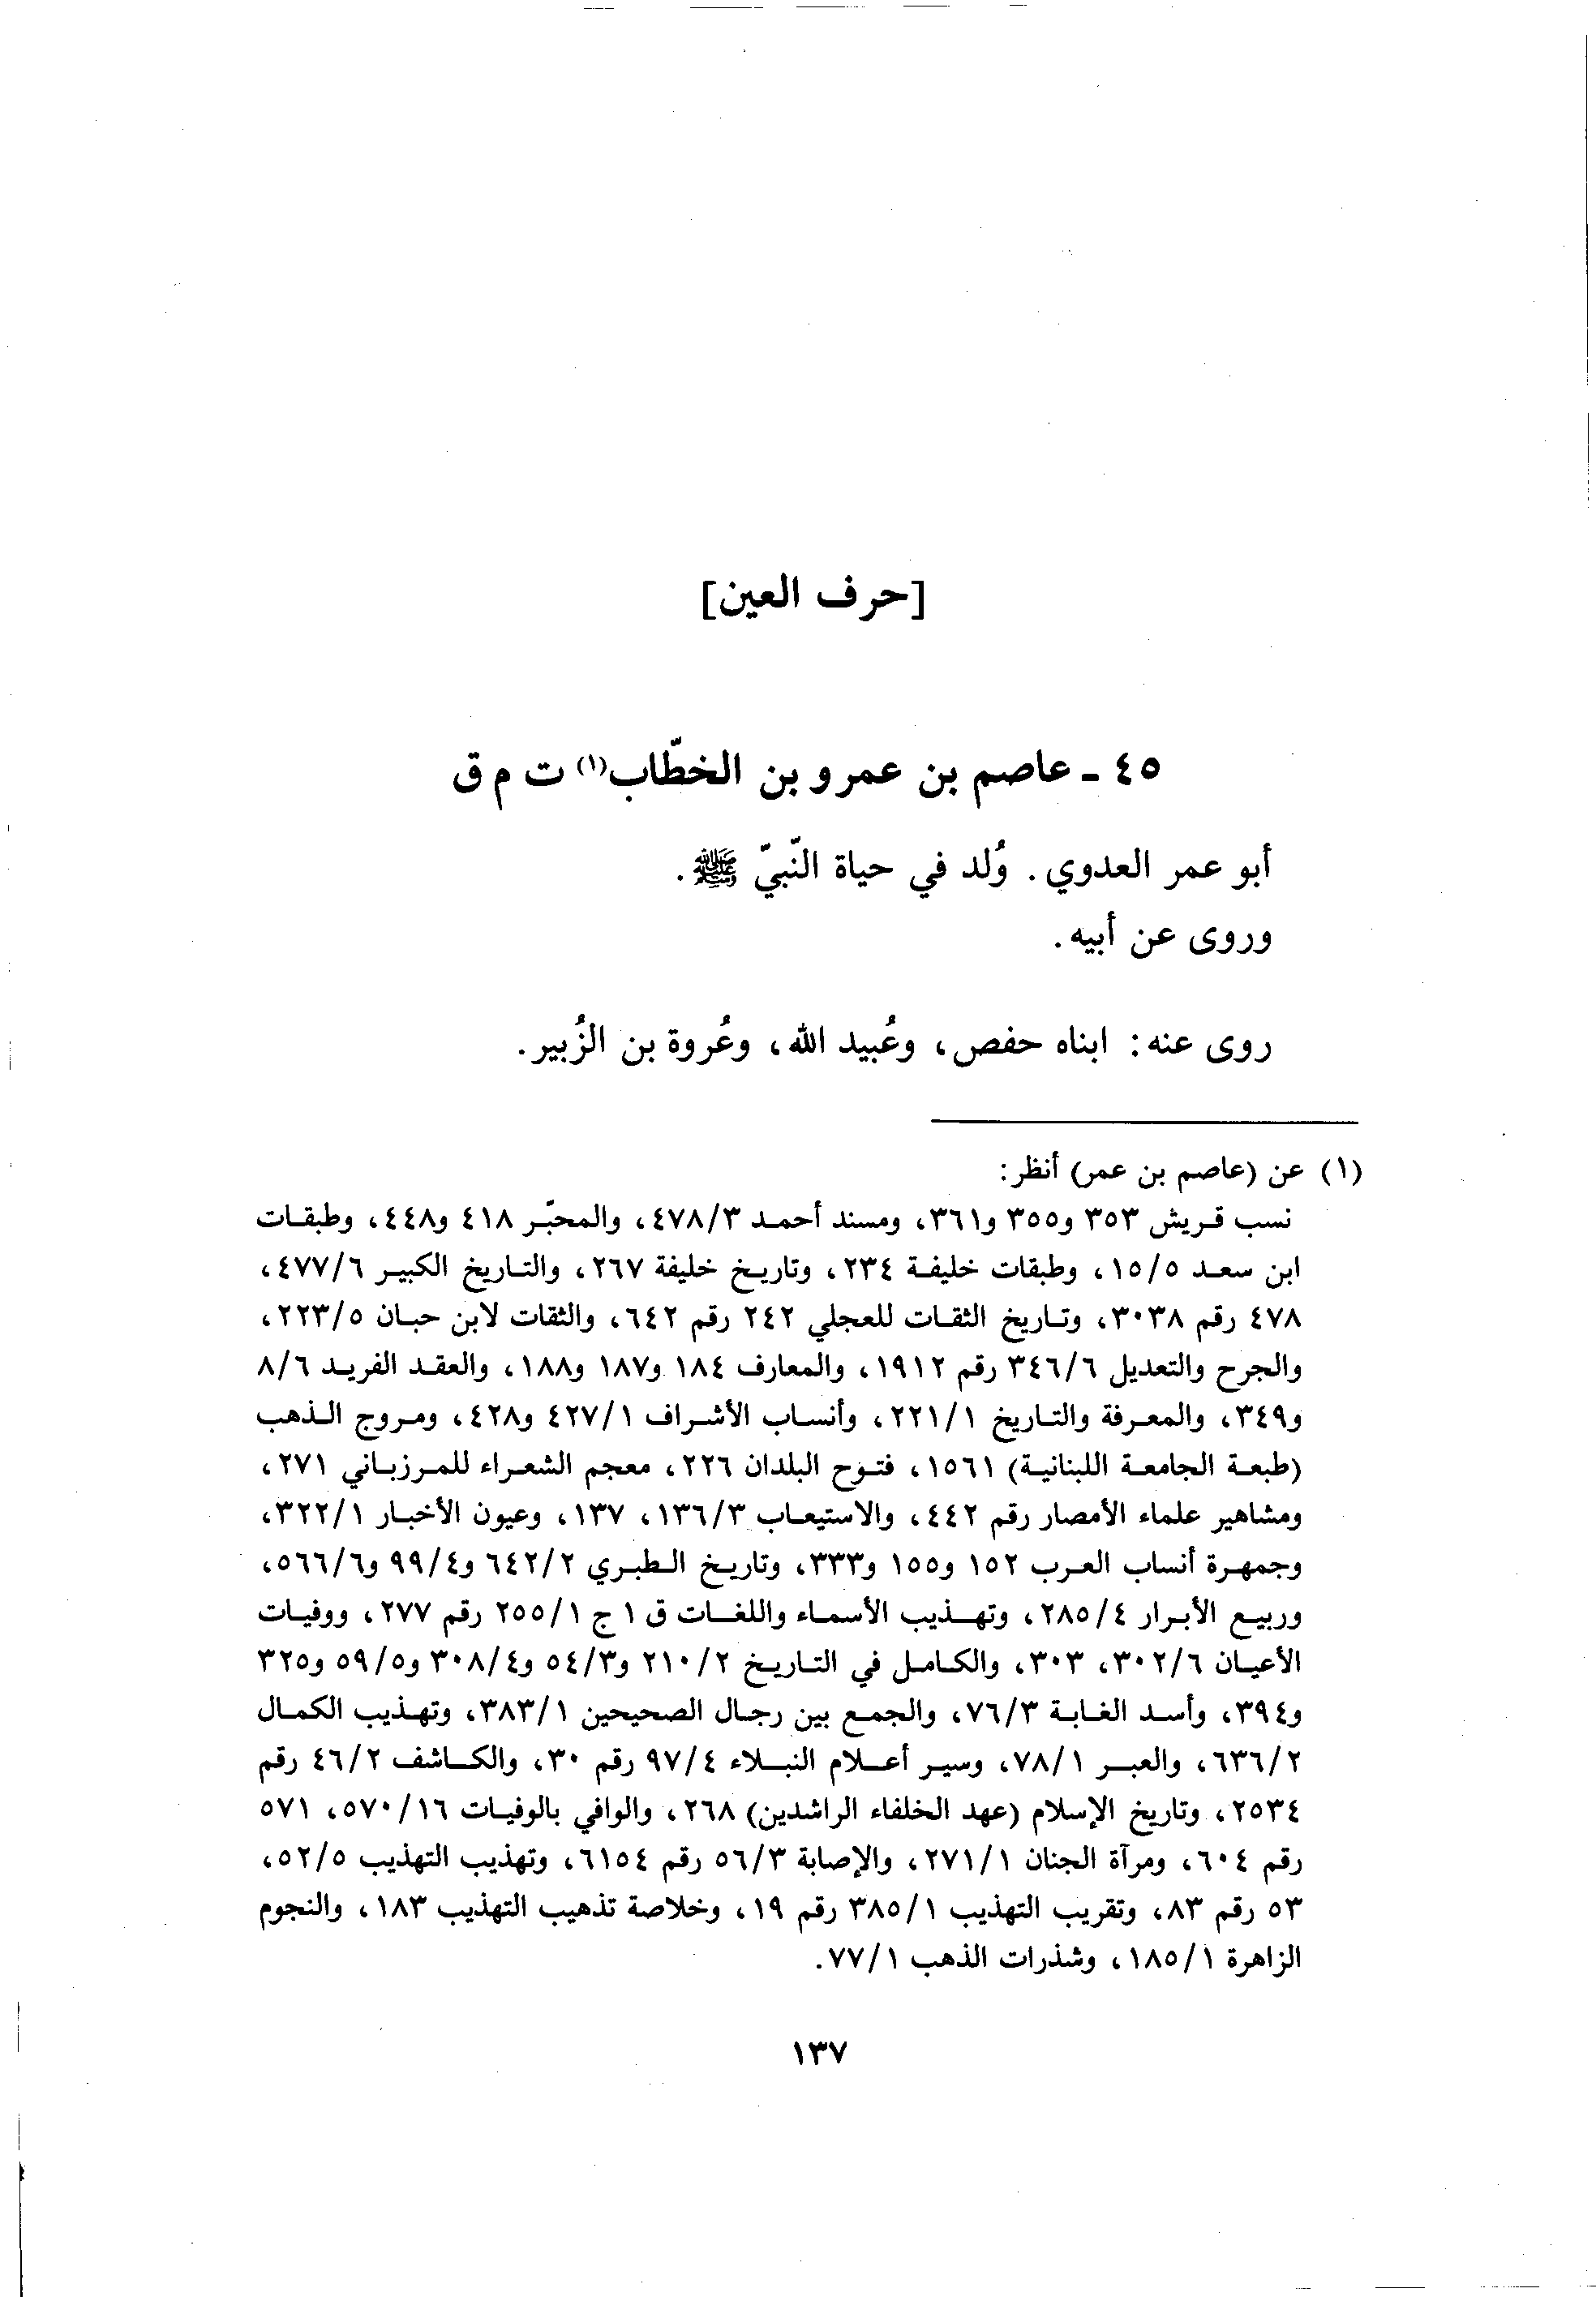 [حرف العين]
٤٥ - عاصم بن عمرو بن الخطّاب(١) ت م ق
أبو عمر العدوي. وُلد في حياة النّبيّ ﷺ.
وروى عن أبيه.
روى عنه: ابناه حفص، وعُبيد الله، وعُروة بن الزُبير.
(١) عن (عاصم بن عمر) أنظر:
نسب قريش ٣٥٣ و٣٥٥ و٣٦١، ومسند أحمد ٤٧٨/٣، والمحبّر ٤١٨ و٤٤٨، وطبقات
ابن سعد ١٥/٥، وطبقات خليفة ٢٣٤، وتاريخ خليفة ٢٦٧، والتاريخ الكبير ٤٧٧/٦،
٤٧٨ رقم ٣٠٣٨، وتاريخ الثقات للعجلي ٢٤٢ رقم ٦٤٢، والثقات لابن حبان ٢٢٣/٥،
والجرح والتعديل ٣٤٦/٦ رقم ١٩١٢، والمعارف ١٨٤ و١٨٧ و١٨٨، والعقد الفريد ٨/٦
و٣٤٩، والمعرفة والتاريخ ٢٢١/١، وأنساب الأشراف ٤٢٧/١ و٤٢٨، ومروج الذهب
(طبعة الجامعة اللبنانية) ١٥٦١، فتوح البلدان ٢٢٦، معجم الشعراء للمرزباني ٢٧١،
ومشاهير علماء الأمصار رقم ٤٤٢، والاستيعاب ١٣٦/٣، ١٣٧، وعيون الأخبار ٣٢٢/١،
وجمهرة أنساب العرب ١٥٢ و١٥٥ و٣٣٣، وتاريخ الطبري ٦٤٢/٢ و٩٩/٤ و٥٦٦/٦،
وربيع الأبرار ٢٨٥/٤، وتهذيب الأسماء واللغات ق ١ ج ٢٥٥/١ رقم ٢٧٧، ووفيات
الأعيان ٣٠٢/٦، ٣٠٣، والكامل في التاريخ ٢١٠/٢ و٥٤/٣ و٣٠٨/٤ و٥٩/٥ و٣٢٥
و٣٩٤، وأسد الغابة ٧٦/٣، والجمع بين رجال الصحيحين ٣٨٣/١، وتهذيب الكمال
٦٣٦/٢، والعبر ٧٨/١، وسير أعلام النبلاء ٩٧/٤ رقم ٣٠، والكاشف ٤٦/٢ رقم
٢٥٣٤، وتاريخ الإسلام (عهد الخلفاء الراشدين) ٢٦٨، والوافي بالوفيات ٥٧٠/١٦، ٥٧١
رقم ٦٠٤، ومرآة الجنان ٢٧١/١، والإصابة ٥٦/٣ رقم ٦١٥٤، وتهذيب التهذيب ٥٢/٥،
٥٣ رقم ٨٣، وتقريب التهذيب ٣٨٥/١ رقم ١٩، وخلاصة تذهيب التهذيب ١٨٣، والنجوم
الزاهرة ١٨٥/١، وشذرات الذهب ٧٧/١.
١٣٧